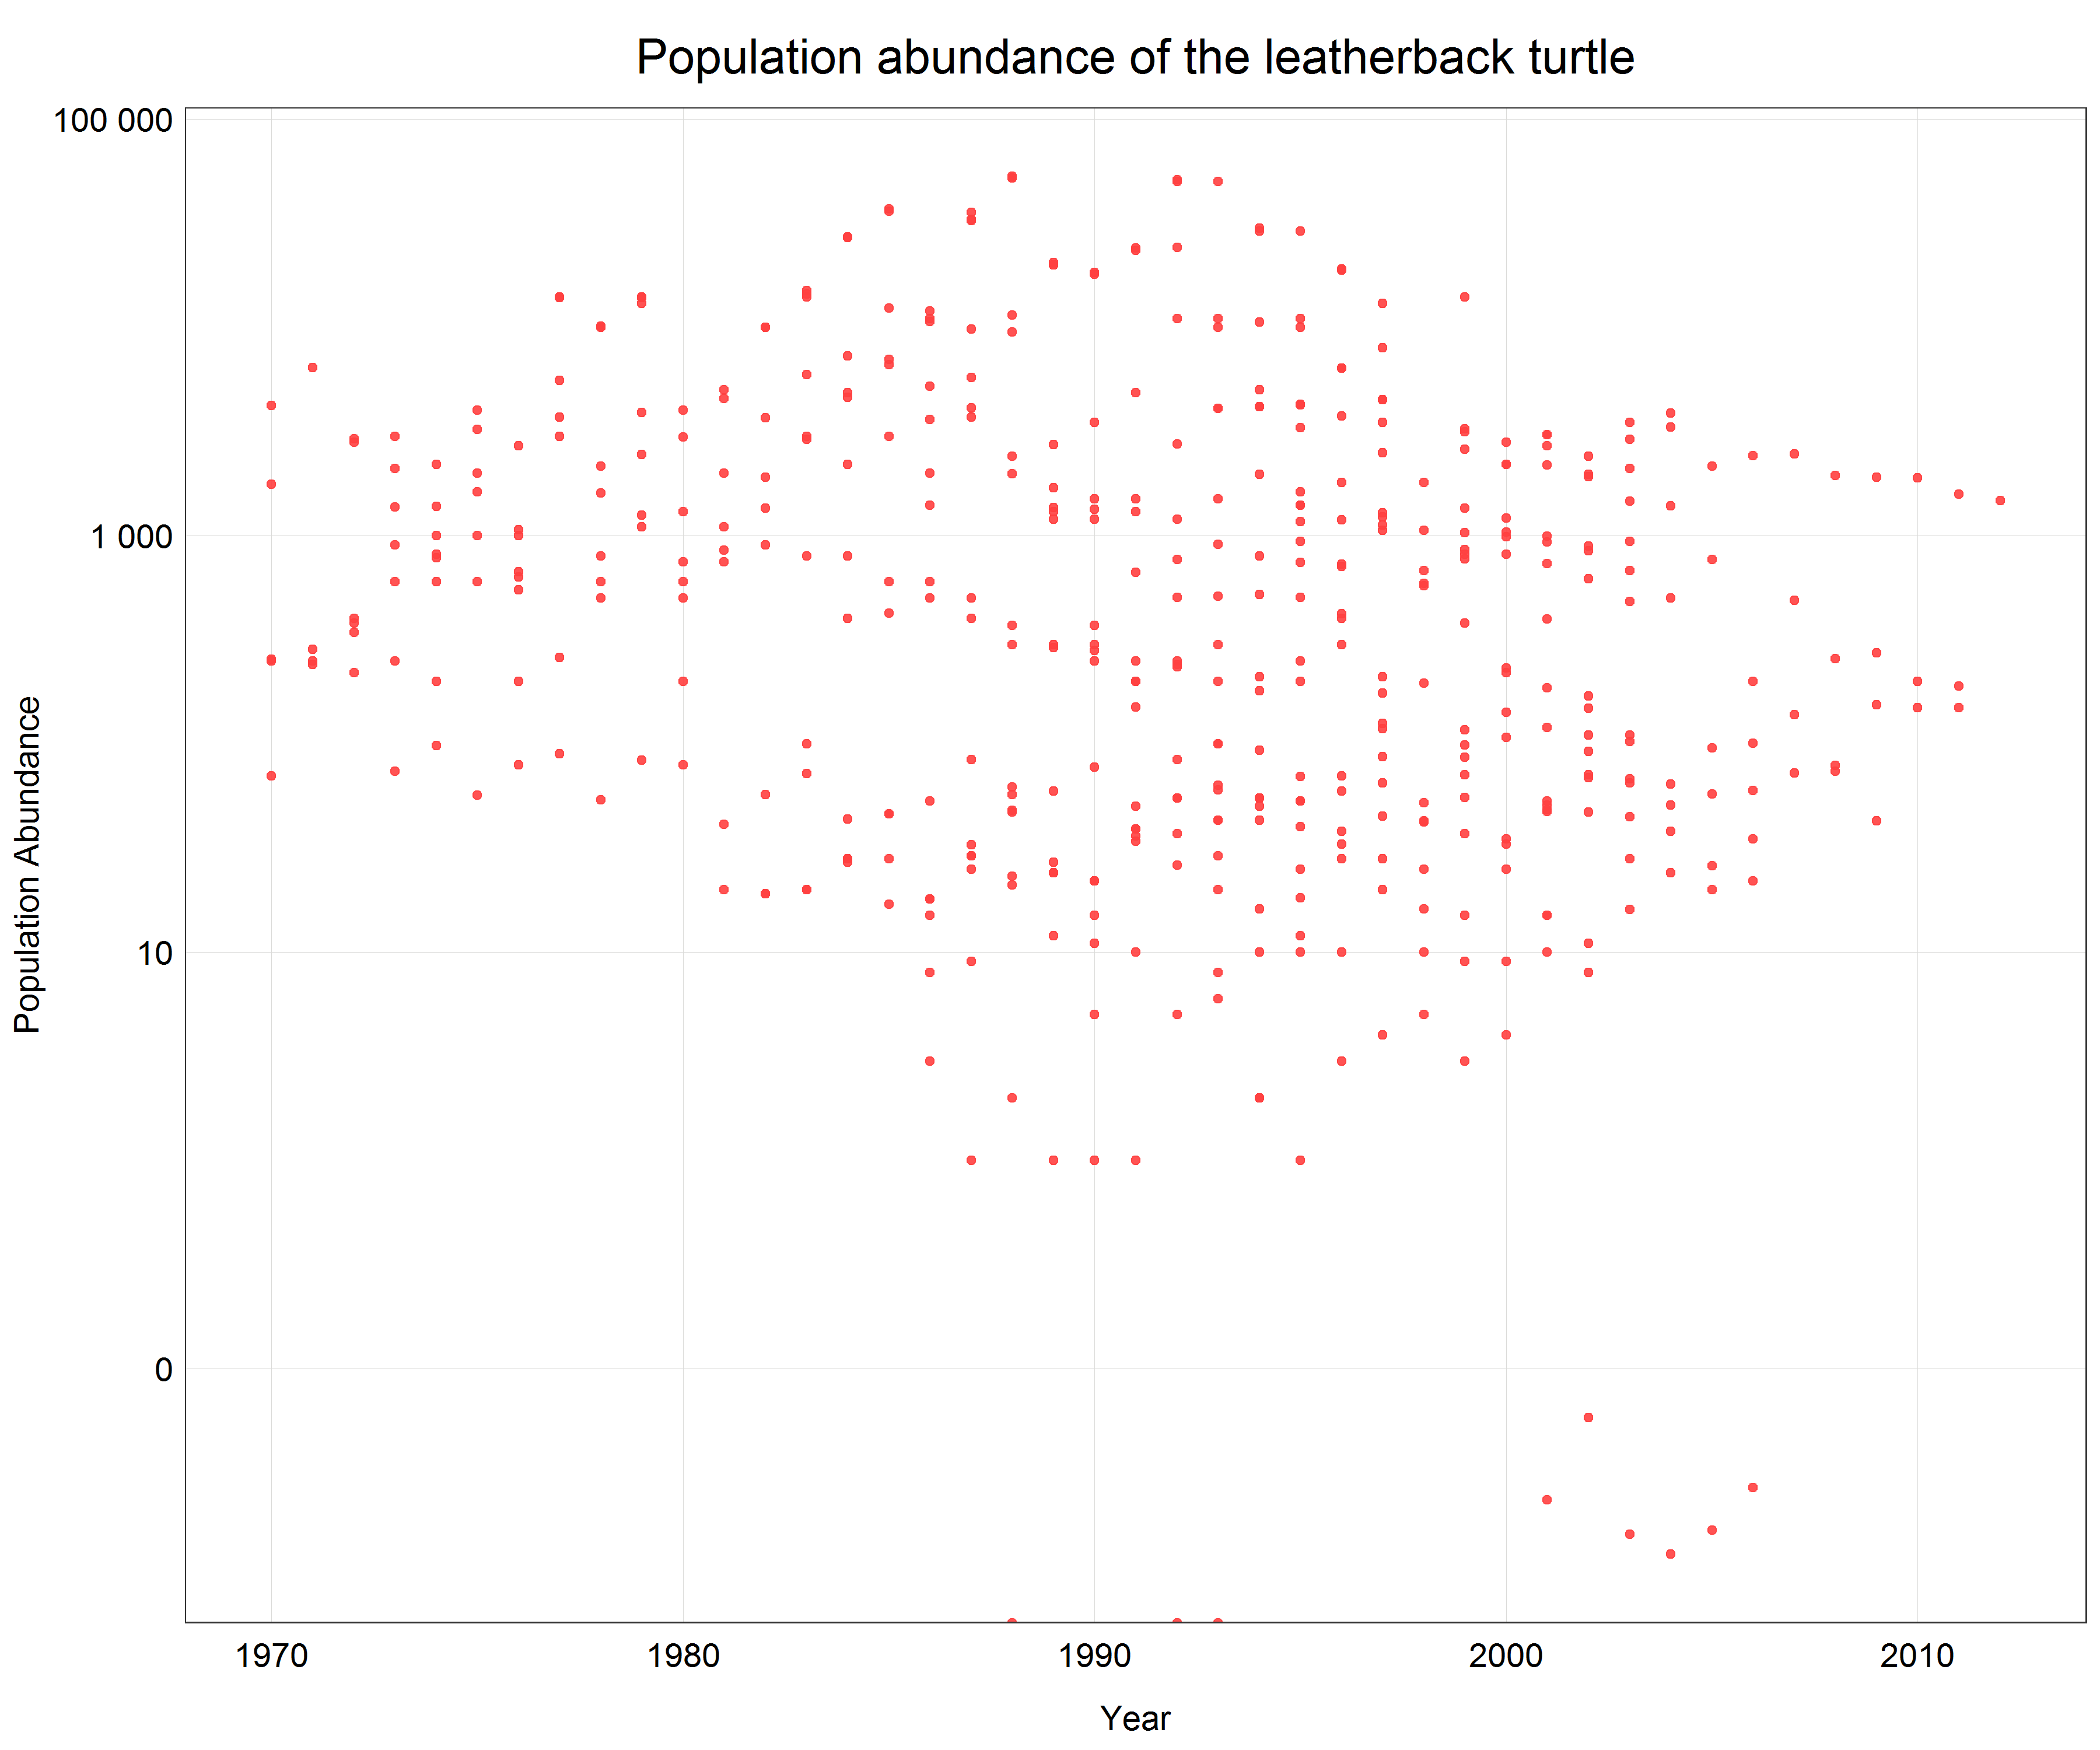 Population abundance of the leatherback turtle
Population Abundance
100 000
1 000
10
0
1970 1980 1990 2000 2010
Year